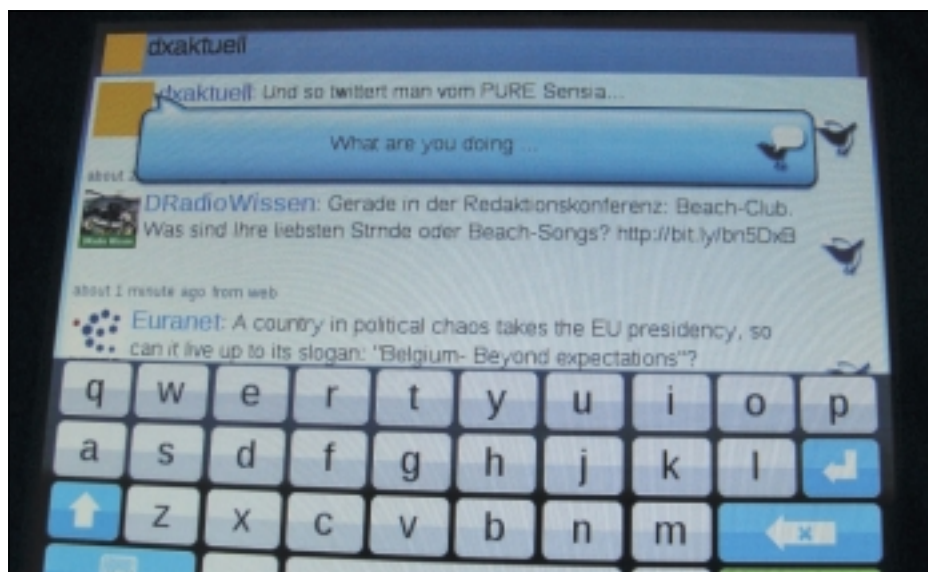 dxaktuell
dxaktuell: Und so twittert man vom PURE Sensia...
What are you doing ...
about
DRadioWissen: Gerade in der Redaktionskonferenz: Beach-Club.
Was sind Ihre liebsten Strnde oder Beach-Songs? http://bit.ly/bn5DxB
about 1 minute ago from web
Euranet: A country in political chaos takes the EU presidency, so
can it live up to its slogan: "Belgium- Beyond expectations"?
q w e r t y u i o p
a s d f g h j k l
z x c v b n m